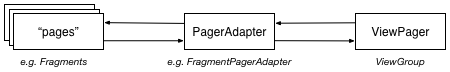 “pages”
PagerAdapter
ViewPager
e.g. Fragments
e.g. FragmentPagerAdapter
ViewGroup